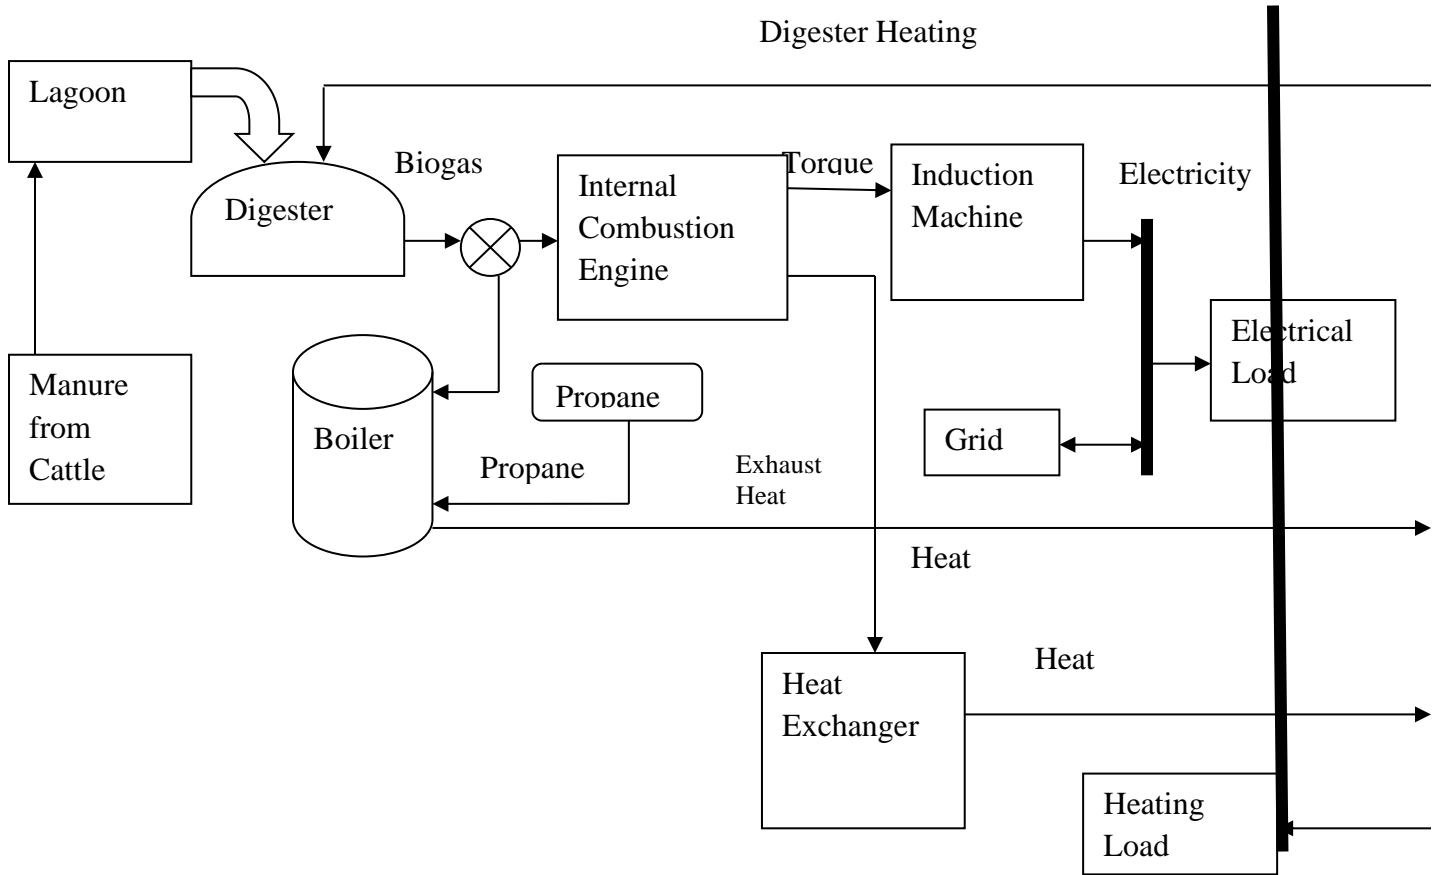 Digester Heating
Lagoon
Biogas
Torque
Internal
Combustion
Engine
Induction
Machine
Electricity
Digester
Electrical
Load
Manure
from
Cattle
Boiler
Propane
Propane
Grid
Exhaust
Heat
Heat
Heat
Heat
Exchanger
Heating
Load